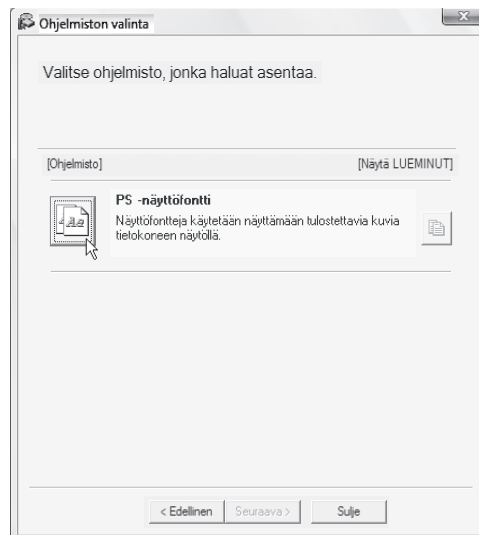 Ohjelmiston valinta
Valitse ohjelmisto, jonka haluat asentaa.
[Ohjelmisto] [Näytä LUEMINUT]
PS -näyttöfontti
Näyttöfontteja käytetään näyttämään tulostettavia kuvia
tietokoneen näytöllä.
< Edellinen Seuraava > Sulje